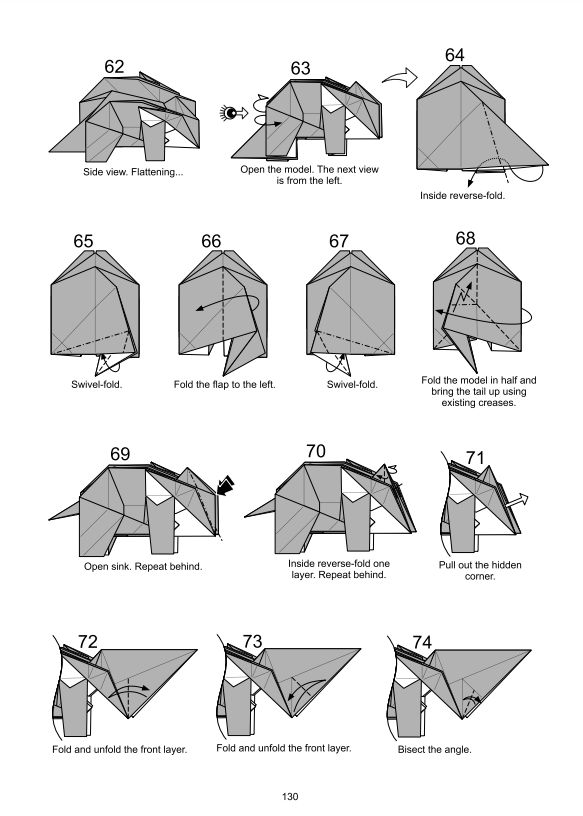 62
63
64
Side view. Flattening...
Open the model. The next view
is from the left.
Inside reverse-fold.
65
66
67
68
Swivel-fold.
Fold the flap to the left.
Swivel-fold.
Fold the model in half and
bring the tail up using
existing creases.
69
70
71
Open sink. Repeat behind.
Inside reverse-fold one
layer. Repeat behind.
Pull out the hidden
corner.
72
73
74
Fold and unfold the front layer.
Fold and unfold the front layer.
Bisect the angle.
130